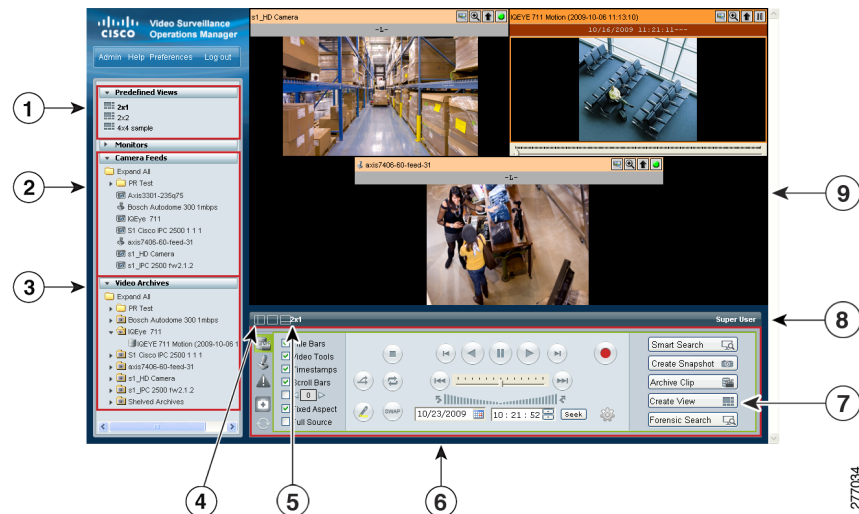 CISCO
Video Surveillance
Operations Manager
Admin Help Preferences Log out
Predefined Views
2x1
2x2
4x4 sample
Monitors
Camera Feeds
Expand All
PR Test
Axis3301-235q75
Bosch Autodome 300 1mbps
IQEye 711
S1 Cisco IPC 2500 1 1 1
axis7406-60-feed-31
s1_HD Camera
s1_IPC 2500 fw2.1.2
Video Archives
Expand All
PR Test
Bosch Autodome 300 1mbps
IQEye 711
IQEYE 711 Motion (2009-10-06 1
S1 Cisco IPC 2500 1 1 1
axis7406-60-feed-31
s1_HD Camera
s1_IPC 2500 fw2.1.2
Shelved Archives
s1_HD Camera
-L-
IQEYE 711 Motion (2009-10-06 11:13:10)
10/16/2009 11:21:11---
axis7406-60-feed-31
-L-
2x1
Super User
Title Bars
Video Tools
Timestamps
Scroll Bars
0
Fixed Aspect
Full Source
SWAP
10/23/2009
10: 21: 52
Seek
Smart Search
Create Snapshot
Archive Clip
Create View
Forensic Search
1
2
3
4
5
6
7
8
9
277034